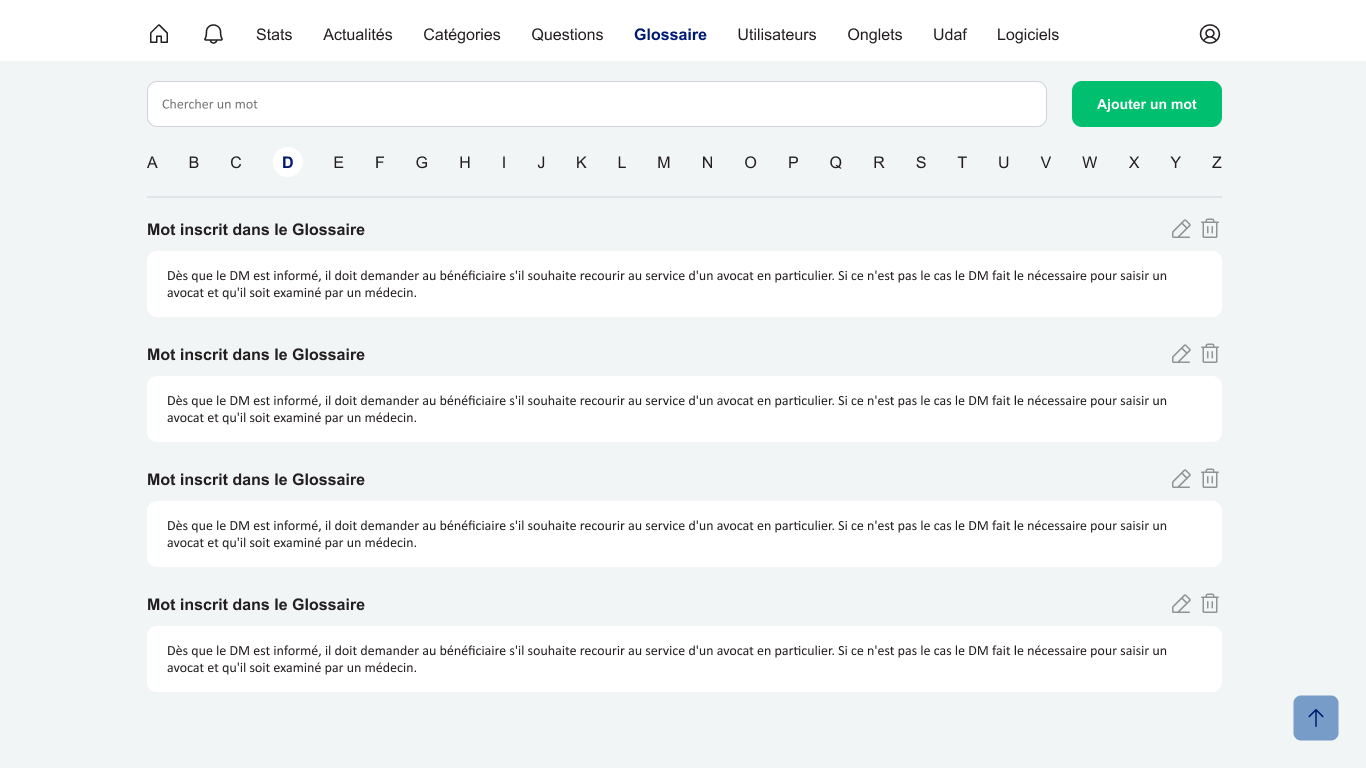 Stats Actualités Catégories Questions Glossaire Utilisateurs Onglets Udaf Logiciels
Chercher un mot
Ajouter un mot
A B C D E F G H I J K L M N O P Q R S T U V W X Y Z
Mot inscrit dans le Glossaire
Dès que le DM est informé, il doit demander au bénéficiaire s'il souhaite recourir au service d'un avocat en particulier. Si ce n'est pas le cas le DM fait le nécessaire pour saisir un
avocat et qu'il soit examiné par un médecin.
Mot inscrit dans le Glossaire
Dès que le DM est informé, il doit demander au bénéficiaire s'il souhaite recourir au service d'un avocat en particulier. Si ce n'est pas le cas le DM fait le nécessaire pour saisir un
avocat et qu'il soit examiné par un médecin.
Mot inscrit dans le Glossaire
Dès que le DM est informé, il doit demander au bénéficiaire s'il souhaite recourir au service d'un avocat en particulier. Si ce n'est pas le cas le DM fait le nécessaire pour saisir un
avocat et qu'il soit examiné par un médecin.
Mot inscrit dans le Glossaire
Dès que le DM est informé, il doit demander au bénéficiaire s'il souhaite recourir au service d'un avocat en particulier. Si ce n'est pas le cas le DM fait le nécessaire pour saisir un
avocat et qu'il soit examiné par un médecin.